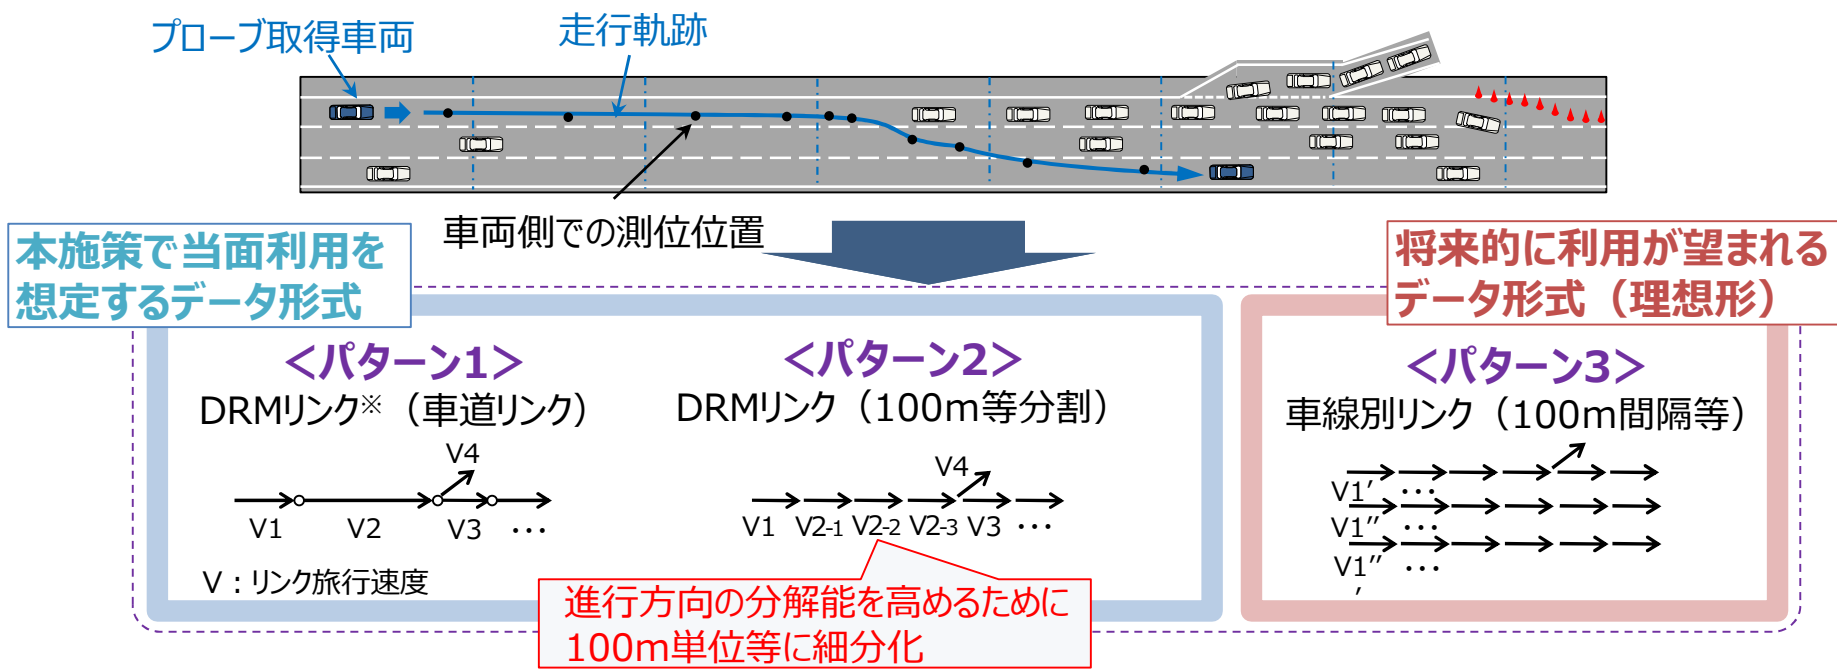 プローブ取得車両
走行軌跡
車両側での測位位置
本施策で当面利用を
想定するデータ形式
将来的に利用が望まれる
データ形式（理想形）
＜パターン1＞
DRMリンク※（車道リンク）
V4
V1
V2
V3
･･･
V：リンク旅行速度
＜パターン2＞
DRMリンク（100m等分割）
V4
V1
V2-1
V2-2
V2-3
V3
･･･
進行方向の分解能を高めるために
100m単位等に細分化
＜パターン3＞
車線別リンク（100m間隔等）
V1′
･･･
V1′′
･･･
V1′′
′
･･･